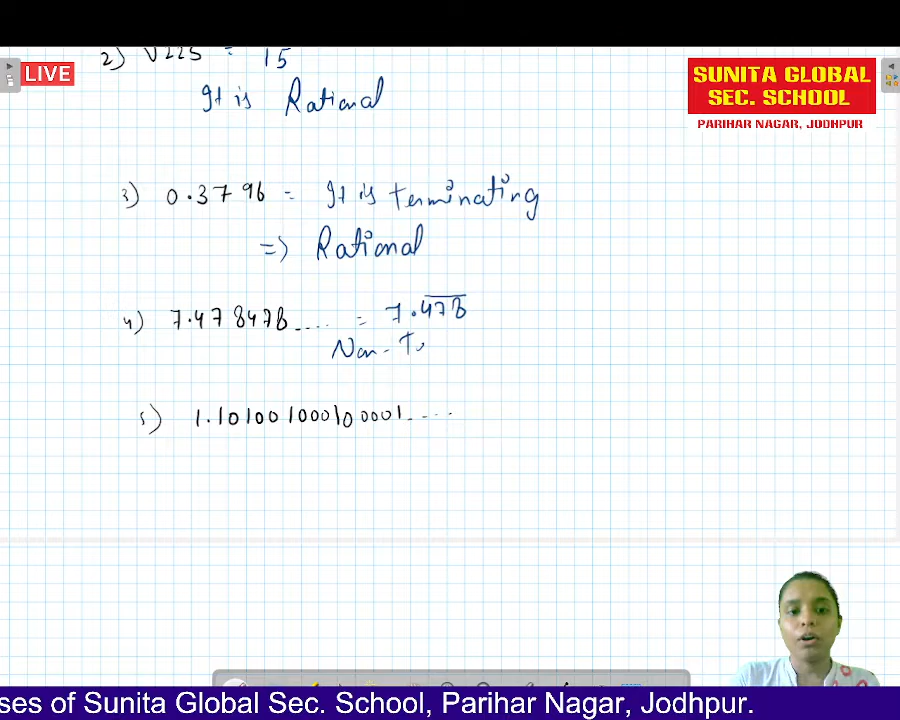 2) √225 = 15
LIVE
SUNITA GLOBAL
SEC. SCHOOL
PARIHAR NAGAR, JODHPUR
It is Rational
3) 0.3796 = It is terminating
=> Rational
4) 7.478478.... = 7.\overline{478}
Non-T
5) 1.101001000100001.....
ses of Sunita Global Sec. School, Parihar Nagar, Jodhpur.